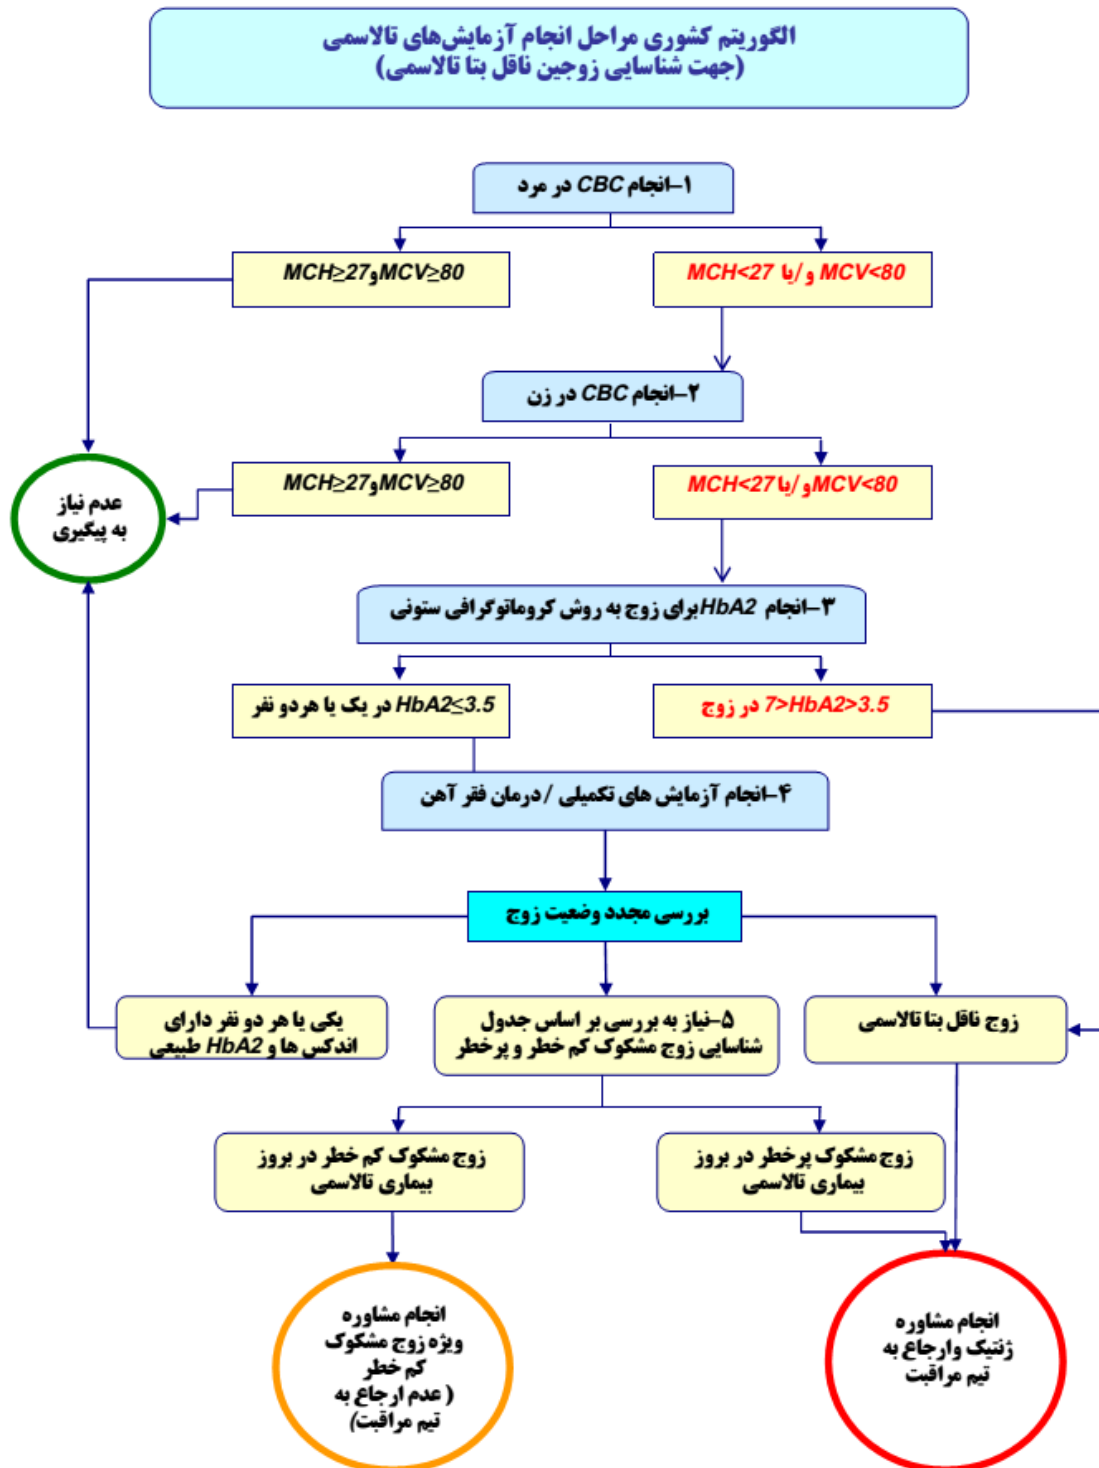 الگوریتم کشوری مراحل انجام آزمایش‌های تالاسمی
(جهت شناسایی زوجین ناقل بتا تالاسمی)
۱-انجام CBC در مرد
MCH≥27وMCV≥80
MCV<80 و/یا MCH<27
۲-انجام CBC در زن
MCH≥27وMCV≥80
MCV<80و/یا MCH<27
عدم نیاز
به پیگیری
۳-انجام HbA2برای زوج به روش کروماتوگرافی ستونی
HbA2≤3.5 در یک یا هردو نفر
7>HbA2>3.5 در زوج
۴-انجام آزمایش های تکمیلی / درمان فقر آهن
بررسی مجدد وضعیت زوج
یکی یا هر دو نفر دارای
اندکس ها و HbA2 طبیعی
۵-نیاز به بررسی بر اساس جدول
شناسایی زوج مشکوک کم خطر و پرخطر
زوج ناقل بتا تالاسمی
زوج مشکوک کم خطر در بروز
بیماری تالاسمی
زوج مشکوک پرخطر در بروز
بیماری تالاسمی
انجام مشاوره
ویژه زوج مشکوک
کم خطر
( عدم ارجاع به
تیم مراقبت)
انجام مشاوره
ژنتیک وارجاع به
تیم مراقبت